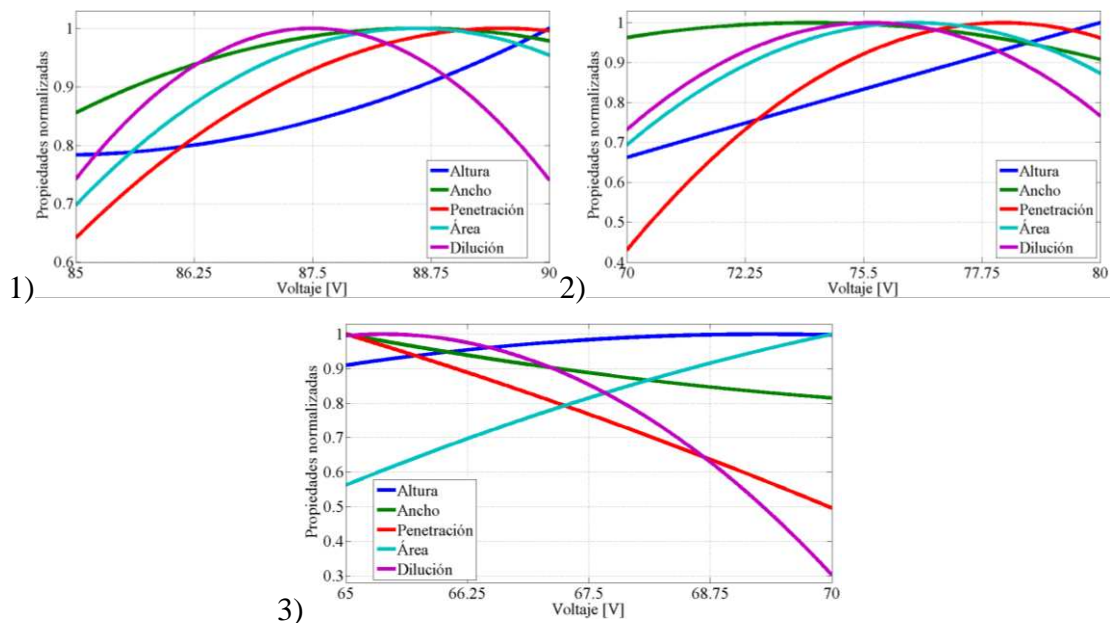 1)
Propiedades normalizadas
1
0.9
0.8
0.7
0.6
85
86.25
87.5
88.75
90
Voltaje [V]
Altura
Ancho
Penetración
Área
Dilución
2)
Propiedades normalizadas
1
0.9
0.8
0.7
0.6
0.5
0.4
70
72.25
75.5
77.75
80
Voltaje [V]
Altura
Ancho
Penetración
Área
Dilución
3)
Propiedades normalizadas
1
0.9
0.8
0.7
0.6
0.5
0.4
0.3
65
66.25
67.5
68.75
70
Voltaje [V]
Altura
Ancho
Penetración
Área
Dilución